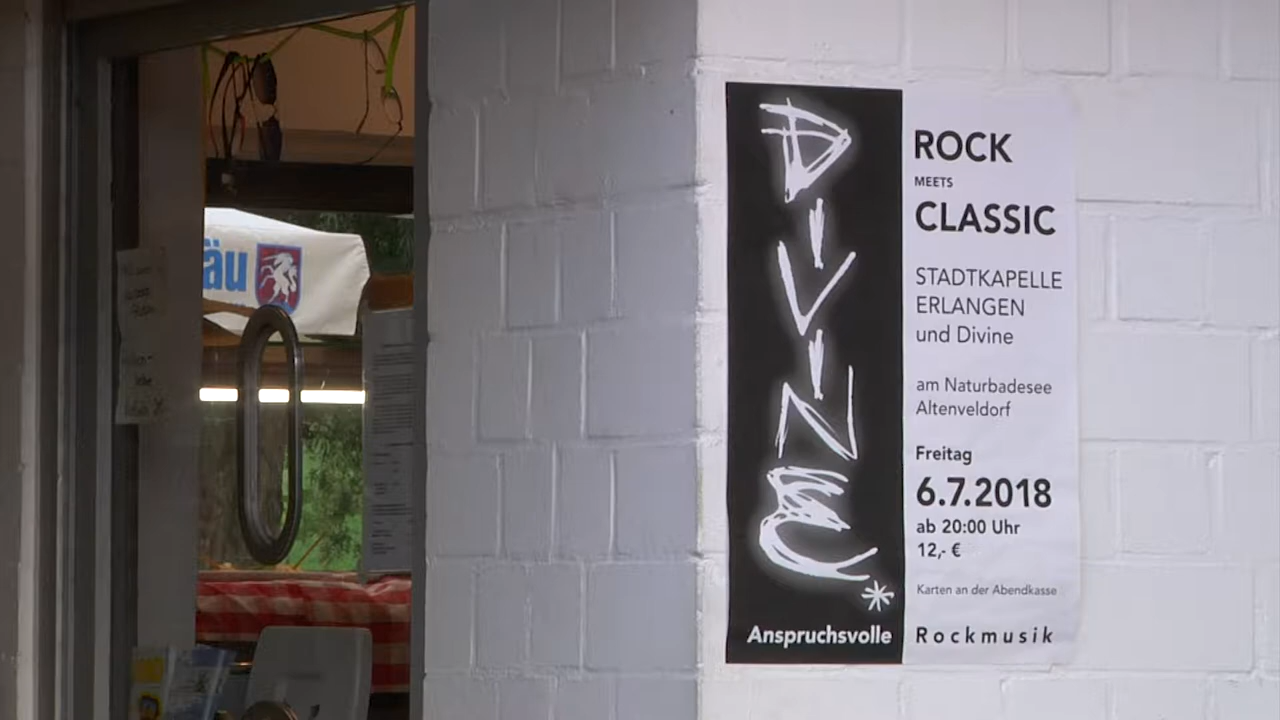 äu
DIVINE
Anspruchsvolle
ROCK
MEETS
CLASSIC
STADTKAPELLE
ERLANGEN
und Divine
am Naturbadesee
Altenveldorf
Freitag
6.7.2018
ab 20:00 Uhr
12,- €
Karten an der Abendkasse
Rockmusik